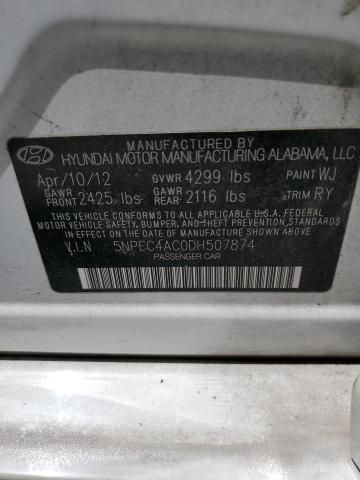 MANUFACTURED BY
HYUNDAI MOTOR MANUFACTURING ALABAMA, LLC
Apr/10/12 GVWR 4299 lbs PAINT WJ
GAWR FRONT 2425 lbs GAWR REAR 2116 lbs TRIM RY
THIS VEHICLE CONFORMS TO ALL APPLICABLE U.S. FEDERAL
MOTOR VEHICLE SAFETY, BUMPER, AND THEFT PREVENTION
STANDARDS IN EFFECT ON THE DATE OF MANUFACTURE SHOWN ABOVE.
V.I.N 5NPEC4AC0DH507874
PASSENGER CAR